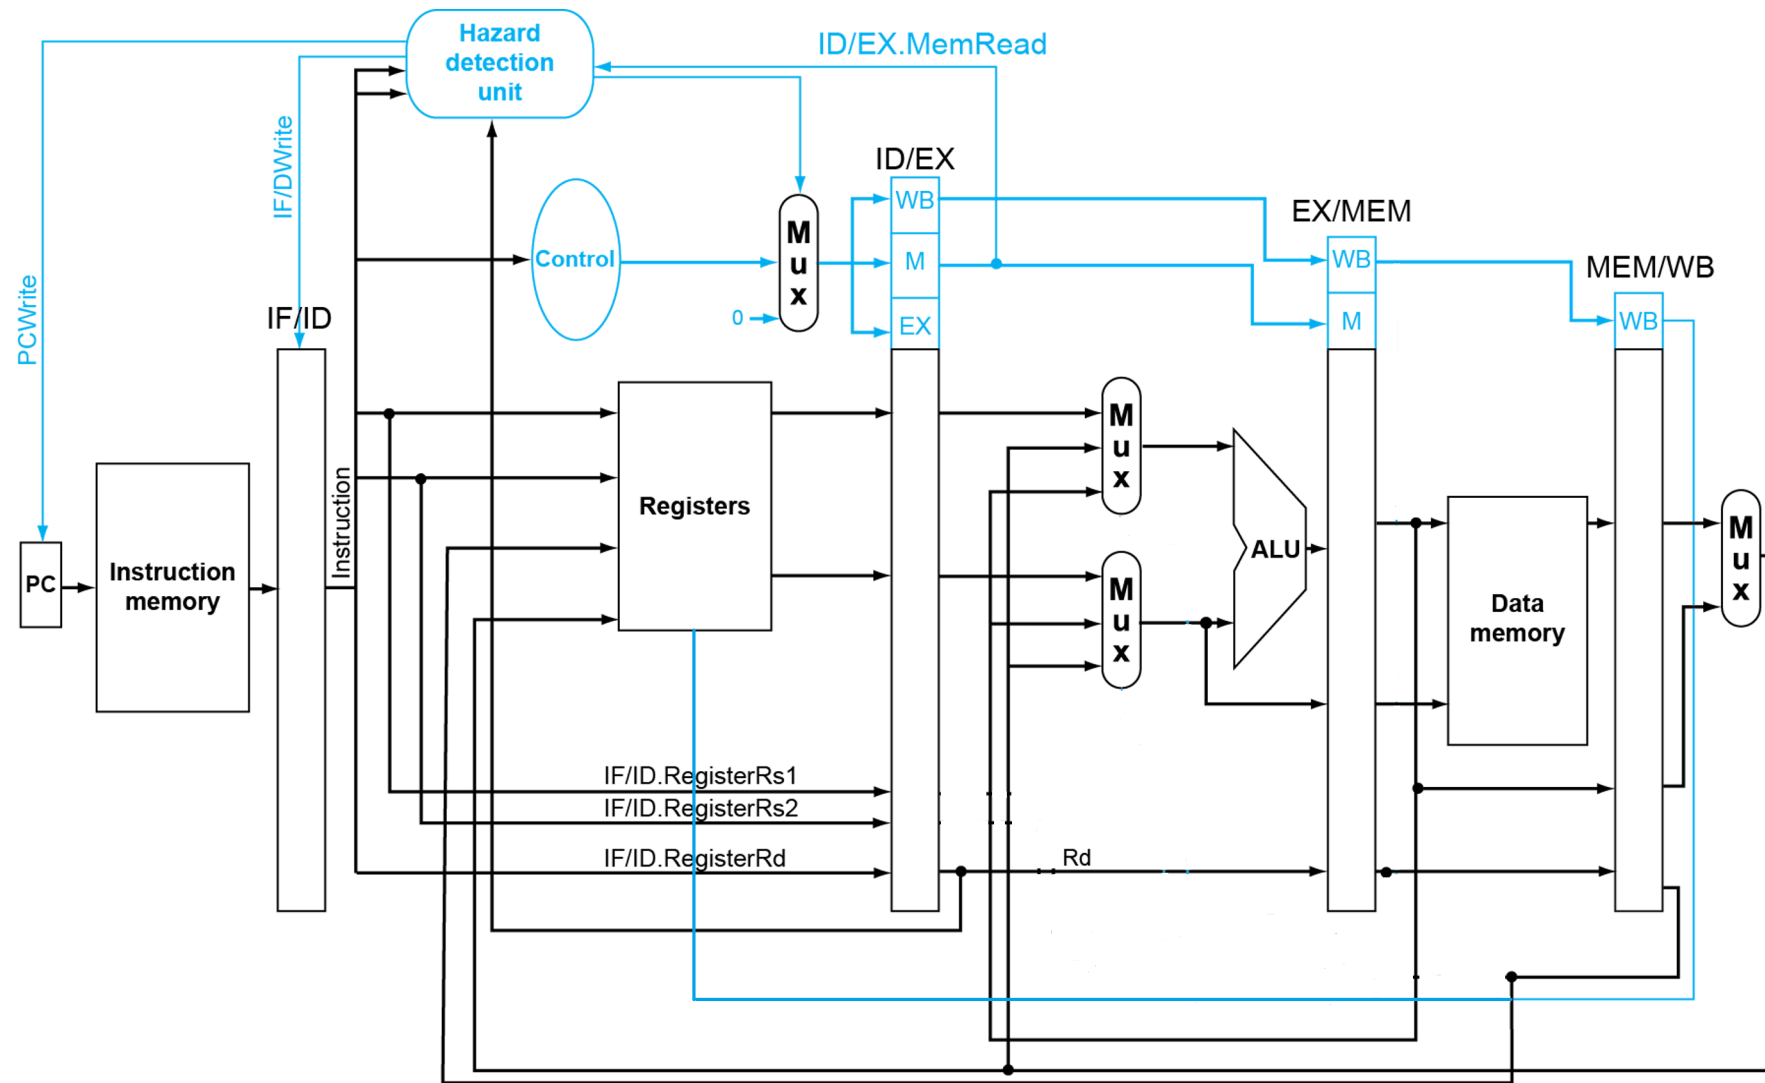 Hazard
detection
unit
ID/EX.MemRead
IF/DWrite
PCWrite
ID/EX
WB
M
EX
Control
0
M
u
x
EX/MEM
WB
M
MEM/WB
WB
IF/ID
Instruction
PC
Instruction
memory
Registers
M
u
x
M
u
x
ALU
Data
memory
M
u
x
IF/ID.RegisterRs1
IF/ID.RegisterRs2
IF/ID.RegisterRd
Rd